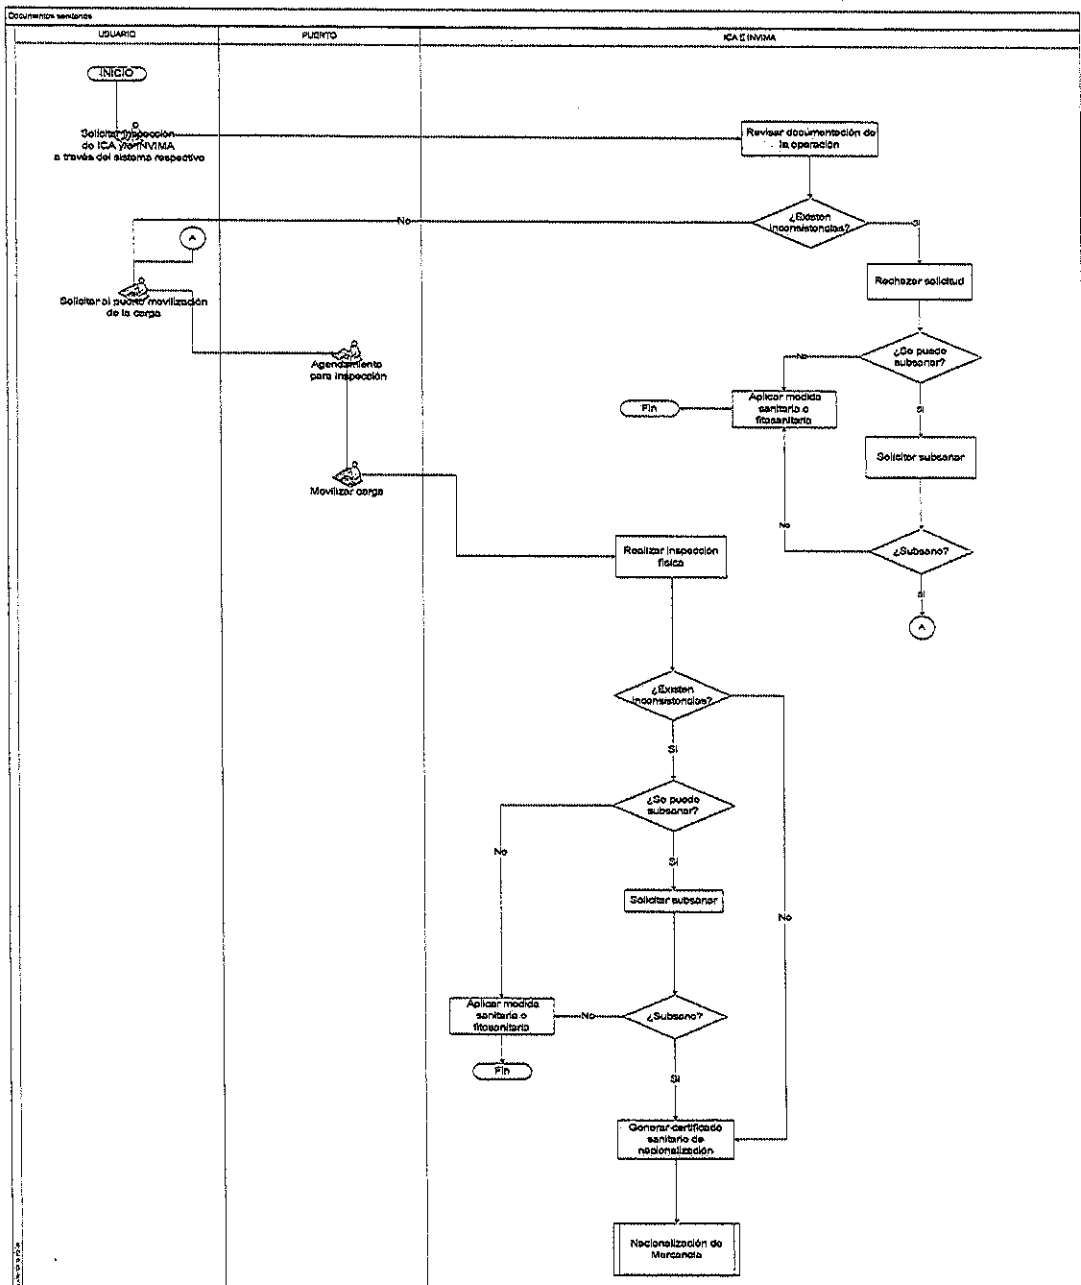 Documentos sanitarios
USUARIO
PUERTO
ICA E INVIMA
INICIO
Solicitar inspección
de ICA y/o INVIMA
a través del sistema respectivo
Revisar documentación de
la operación
¿Existen
inconsistencias?
No
Si
A
Rechazar solicitud
Solicitar al puerto movilización
de la carga
¿Se puede
subsanar?
No
Agendamiento
para inspección
Fin
Aplicar medida
sanitaria o
fitosanitaria
Si
Solicitar subsanar
Movilizar carga
No
¿Subsano?
Realizar inspección
física
Si
A
¿Existen
inconsistencias?
Si
¿Se puede
subsanar?
No
Si
Solicitar subsanar
No
Aplicar medida
sanitaria o
fitosanitaria
No
¿Subsano?
Fin
Si
Generar certificado
sanitario de
nacionalización
Nacionalización de
Mercancía